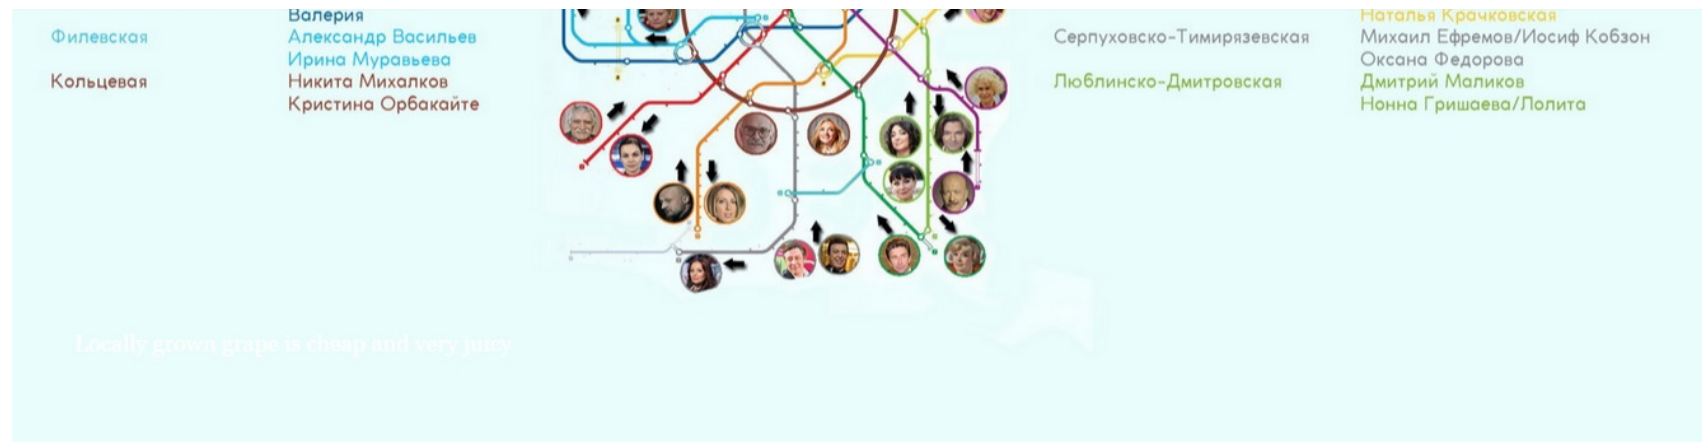 Валерия
Филевская
Александр Васильев
Ирина Муравьева
Кольцевая
Никита Михалков
Кристина Орбакайте
Наталья Крачковская
Серпуховско-Тимирязевская
Михаил Ефремов/Иосиф Кобзон
Оксана Федорова
Люблинско-Дмитровская
Дмитрий Маликов
Нонна Гришаева/Лолита
Locally grown grape is cheap and very juicy